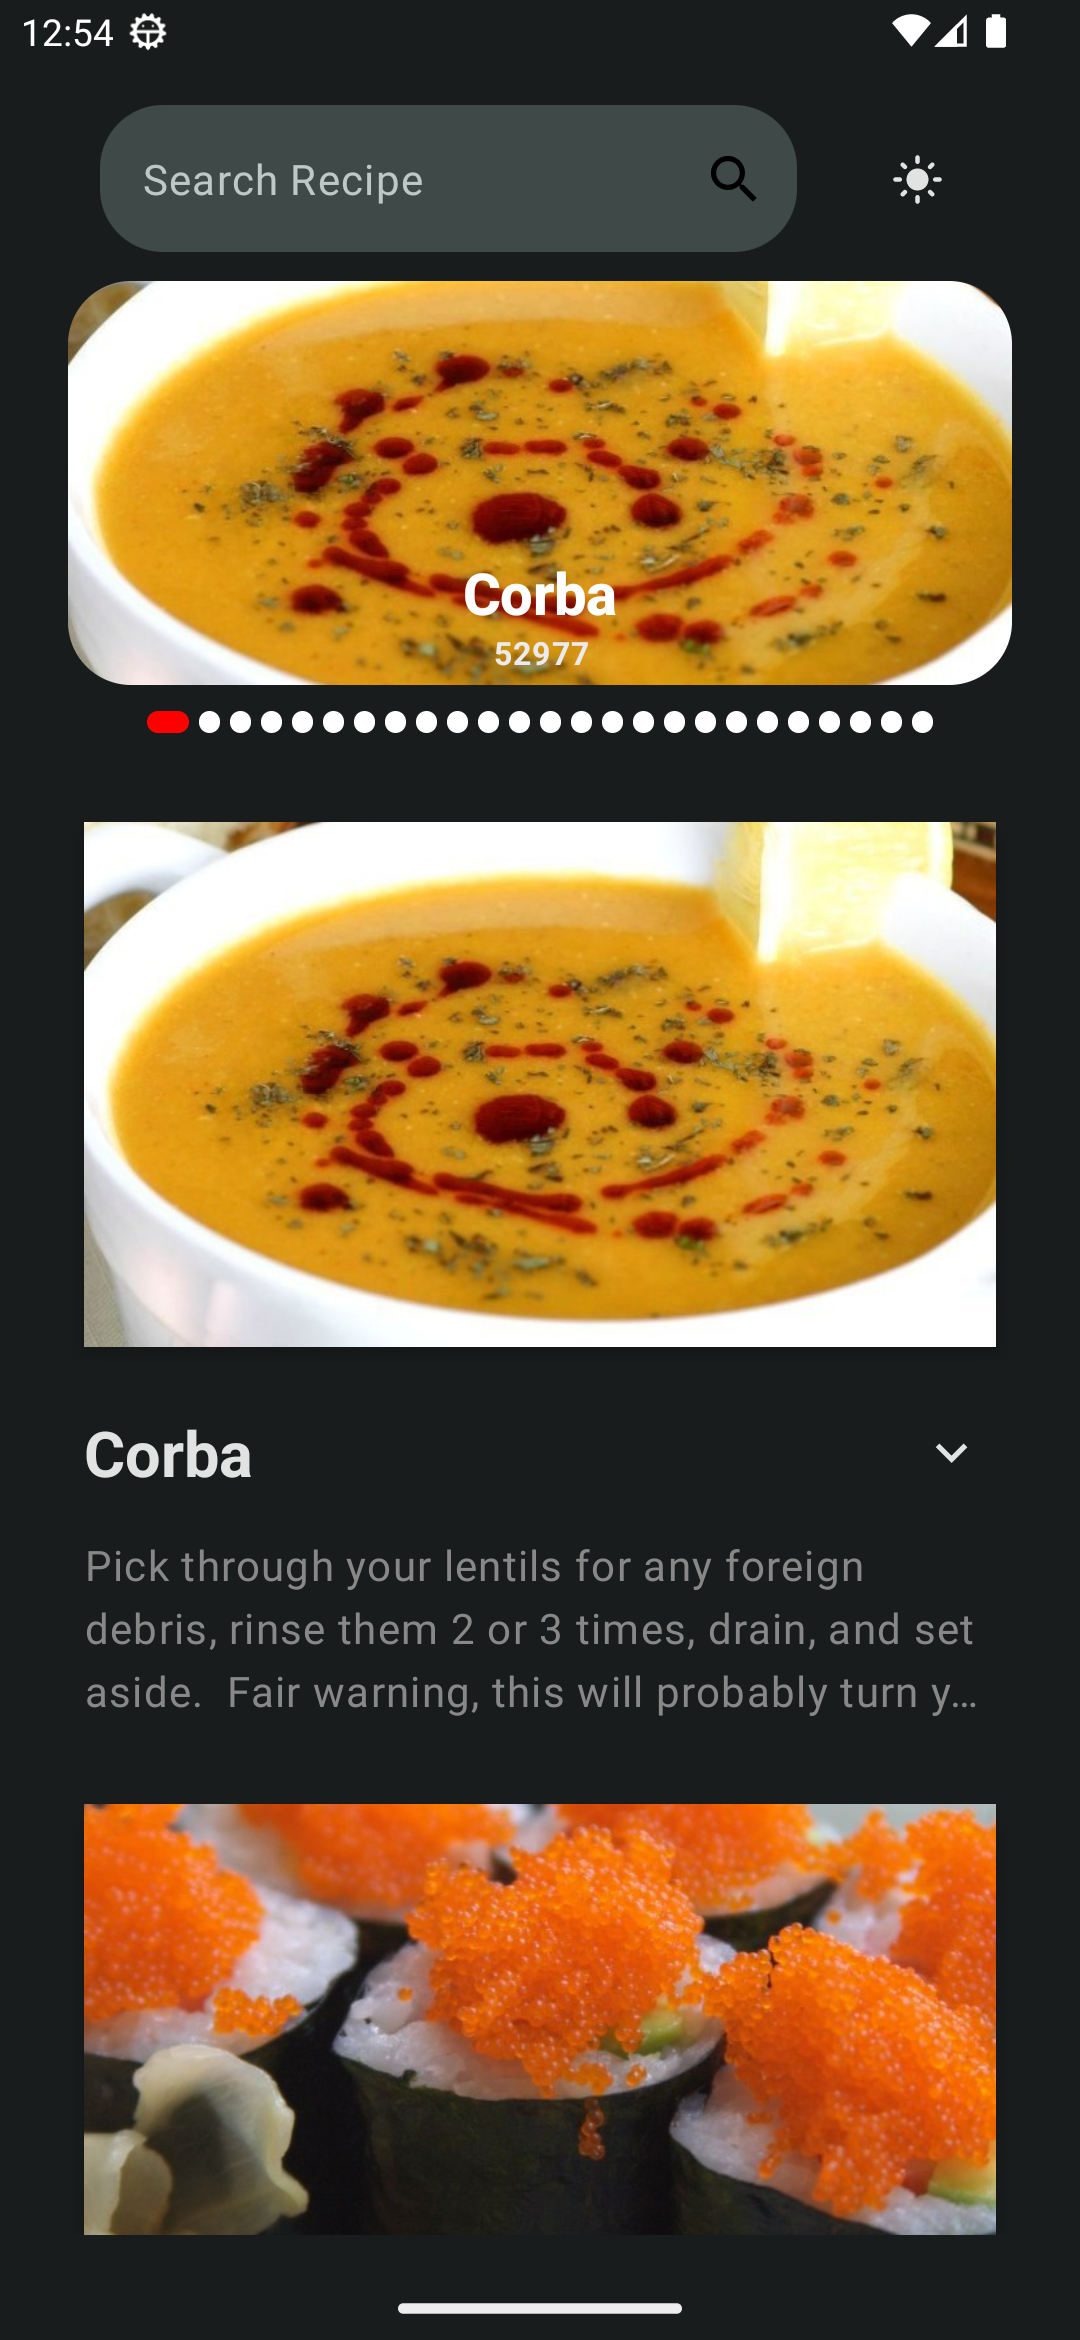 12:54
Search Recipe
Corba
52977
Corba
Pick through your lentils for any foreign
debris, rinse them 2 or 3 times, drain, and set
aside.  Fair warning, this will probably turn y...